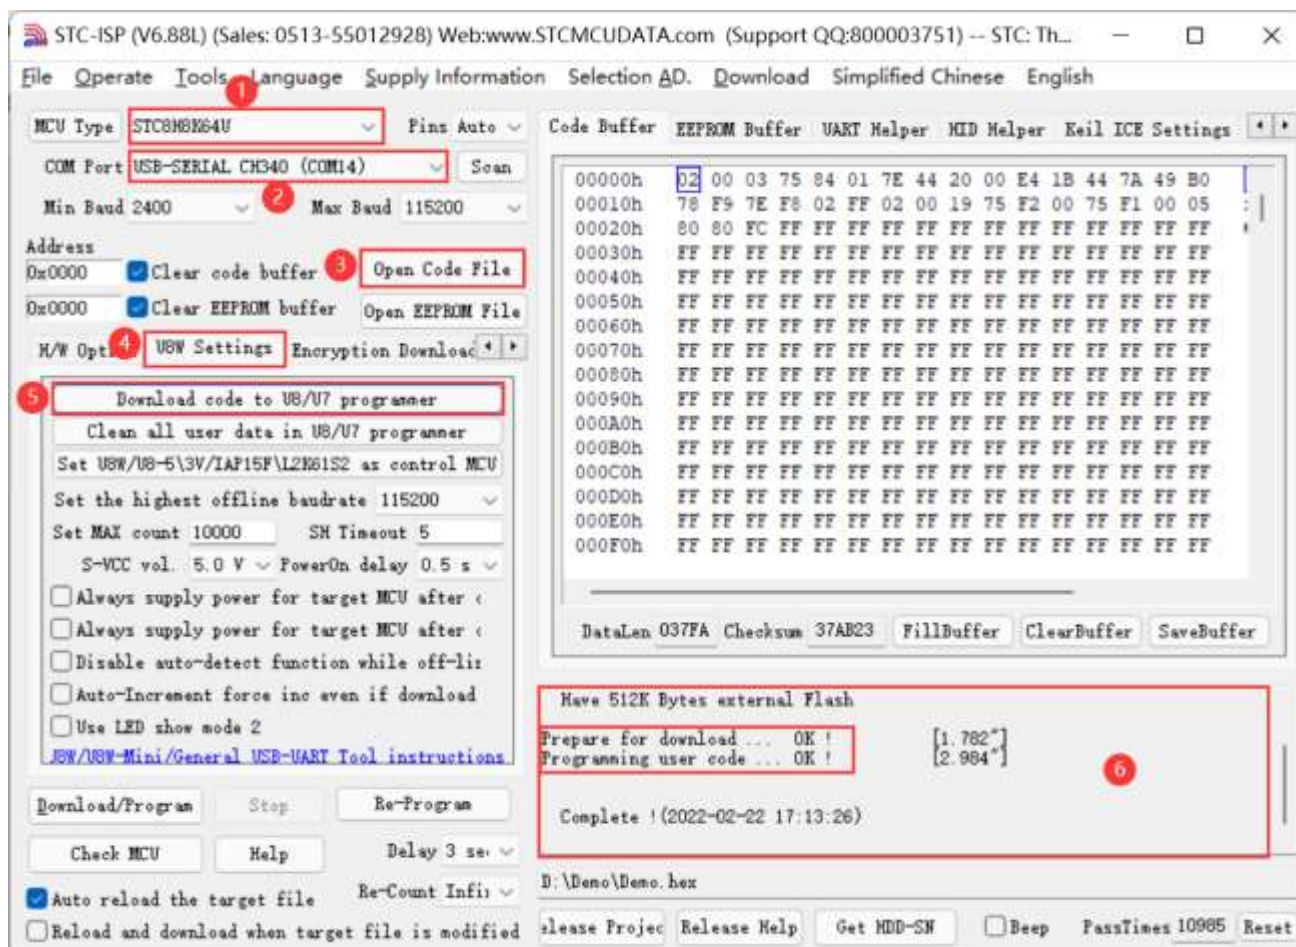 STC-ISP (V6.88L) (Sales: 0513-55012928) Web:www.STCMCUDATA.com (Support QQ:800003751) -- STC: Th...
File Operate Tools Language Supply Information Selection AD. Download Simplified Chinese English
1
MCU Type STC8H8K64U Pins Auto
COM Port USB-SERIAL CH340 (COM14) Scan
2
Min Baud 2400 Max Baud 115200
Address
0x0000 Clear code buffer 3 Open Code File
0x0000 Clear EEPROM buffer Open EEPROM File
H/W Opti 4 U8W Settings Encryption Download
5 Download code to U8/U7 programmer
Clean all user data in U8/U7 programmer
Set U8W/U8-5\3V/IAP15F\L2K61S2 as control MCU
Set the highest offline baudrate 115200
Set MAX count 10000 SH Timeout 5
S-VCC vol. 5.0 V PowerOn delay 0.5 s
Always supply power for target MCU after
Always supply power for target MCU after
Disable auto-detect function while off-li
Auto-Increment force inc even if download
Use LED show mode 2
U8W/U8W-Mini/General USB-UART Tool instructions
Download/Program Stop Re-Program
Check MCU Help Delay 3 se
Auto reload the target file Re-Count Infi
Reload and download when target file is modified
Code Buffer EEPROM Buffer UART Helper HID Helper Keil ICE Settings
00000h 02 00 03 75 84 01 7E 44 20 00 E4 1B 44 7A 49 B0
00010h 78 F9 7E F8 02 FF 02 00 19 75 F2 00 75 F1 00 05
00020h 80 80 FC FF FF FF FF FF FF FF FF FF FF FF FF FF
00030h FF FF FF FF FF FF FF FF FF FF FF FF FF FF FF FF
00040h FF FF FF FF FF FF FF FF FF FF FF FF FF FF FF FF
00050h FF FF FF FF FF FF FF FF FF FF FF FF FF FF FF FF
00060h FF FF FF FF FF FF FF FF FF FF FF FF FF FF FF FF
00070h FF FF FF FF FF FF FF FF FF FF FF FF FF FF FF FF
00080h FF FF FF FF FF FF FF FF FF FF FF FF FF FF FF FF
00090h FF FF FF FF FF FF FF FF FF FF FF FF FF FF FF FF
000A0h FF FF FF FF FF FF FF FF FF FF FF FF FF FF FF FF
000B0h FF FF FF FF FF FF FF FF FF FF FF FF FF FF FF FF
000C0h FF FF FF FF FF FF FF FF FF FF FF FF FF FF FF FF
000D0h FF FF FF FF FF FF FF FF FF FF FF FF FF FF FF FF
000E0h FF FF FF FF FF FF FF FF FF FF FF FF FF FF FF FF
000F0h FF FF FF FF FF FF FF FF FF FF FF FF FF FF FF FF
DataLen 037FA Checksum 37AB23 FillBuffer ClearBuffer SaveBuffer
Have 512K Bytes external Flash
Prepare for download ... OK ! [1.782"]
Programming user code ... OK ! [2.984"]
6
Complete !(2022-02-22 17:13:26)
D:\Demo\Demo.hex
elease Projec Release Help Get HDD-SN Beep PassTimes 10985 Reset